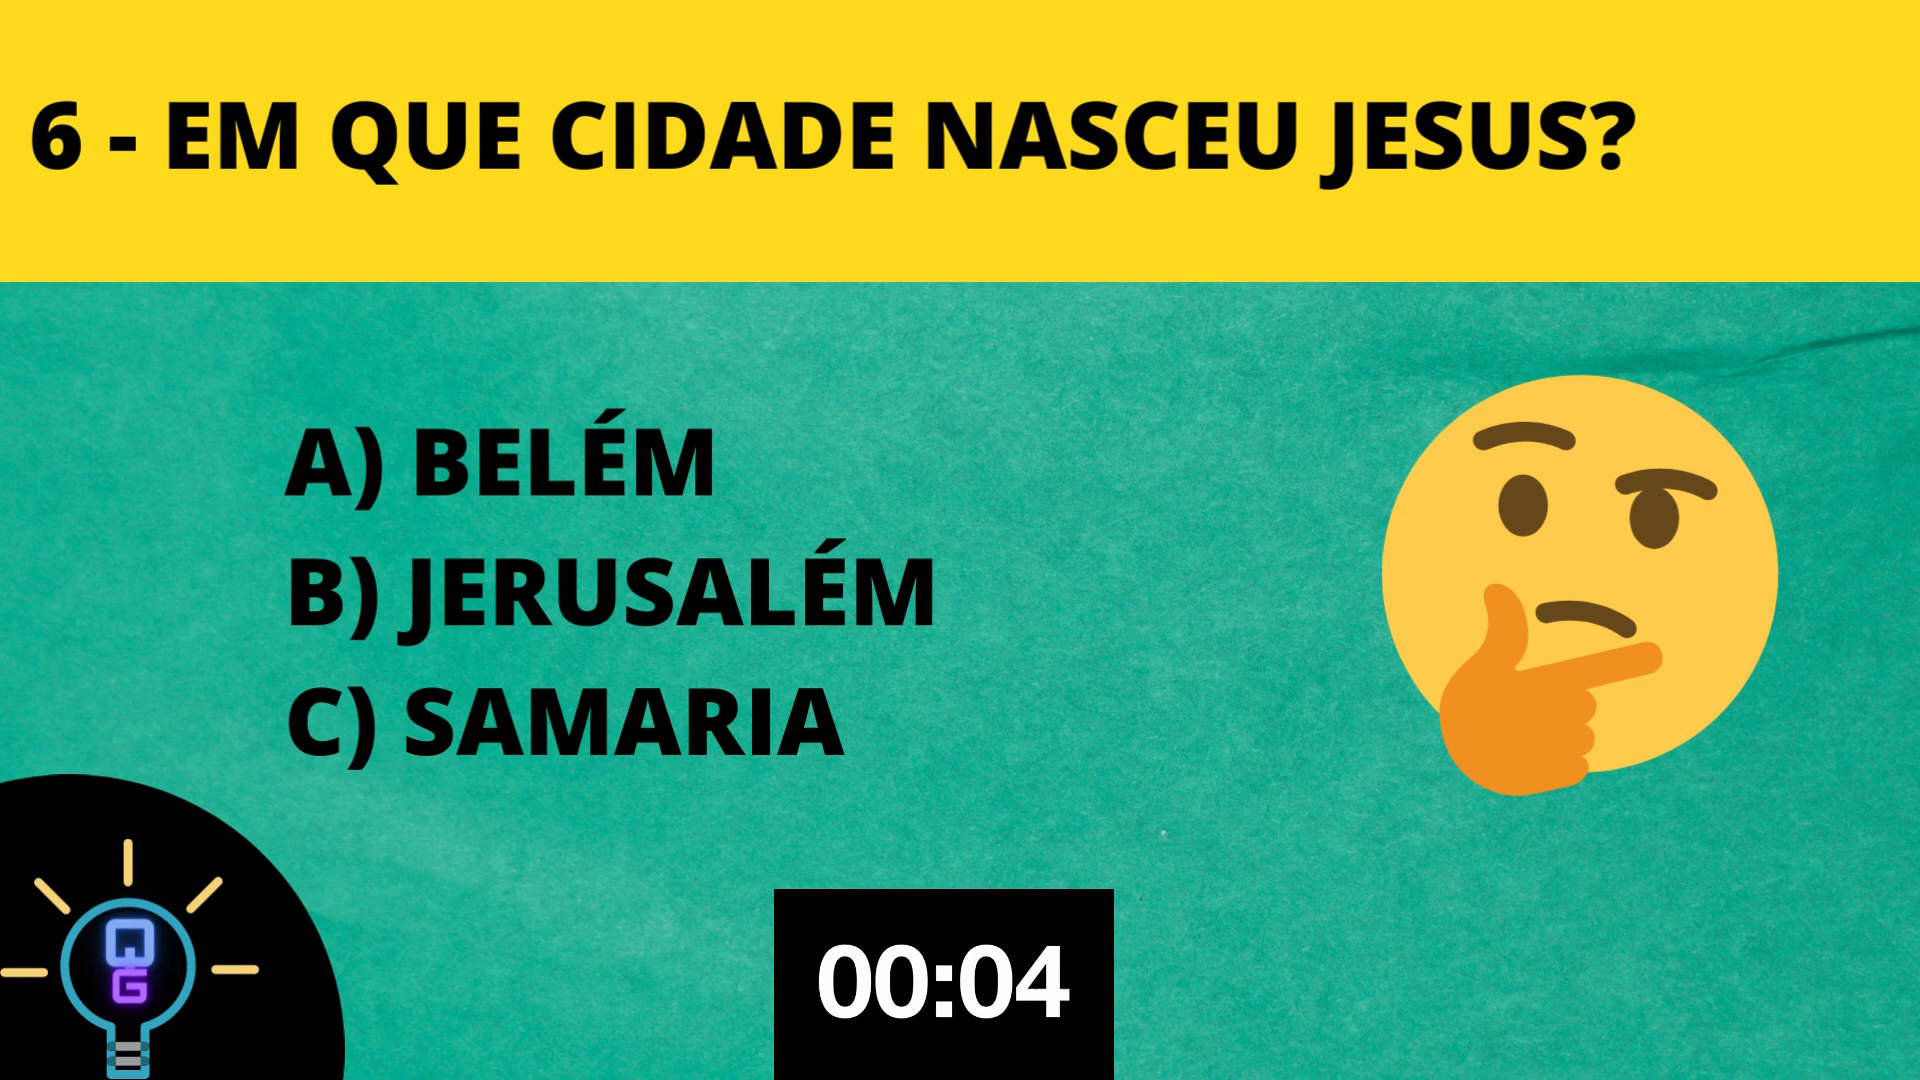 6 - EM QUE CIDADE NASCEU JESUS?
A) BELÉM
B) JERUSALÉM
C) SAMARIA
QG
00:04